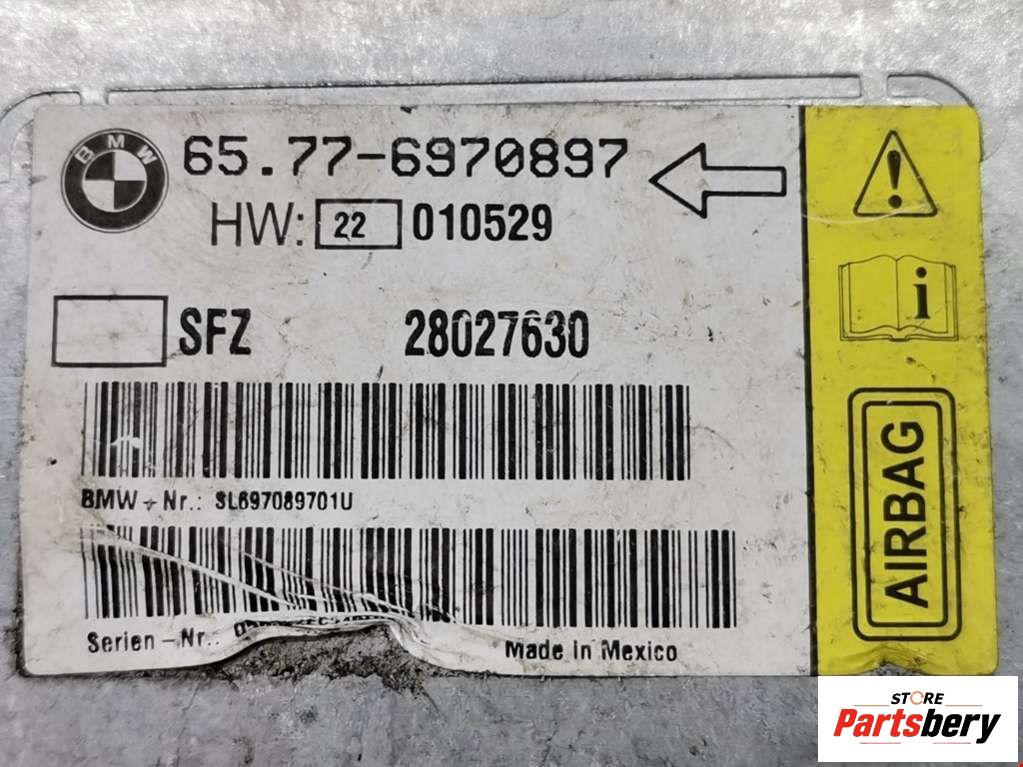 BMW
65.77-6970897
HW: 22 010529
SFZ 28027630
BMW-Nr.: SL697089701U
Serien-Nr.:
Made in Mexico
i
AIRBAG
STORE
Partsbery